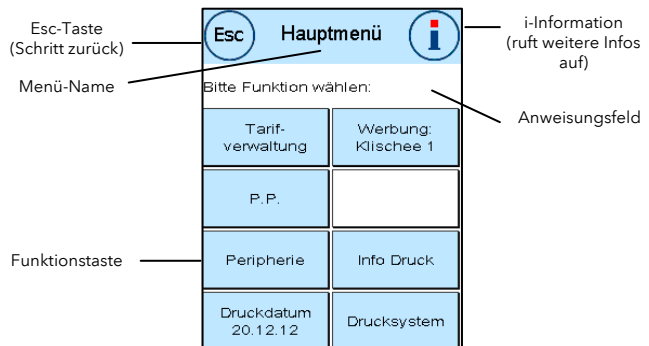 Esc-Taste
(Schritt zurück)
Menü-Name
Funktionstaste
Esc
Hauptmenü
i
Bitte Funktion wählen:
Tarif-
verwaltung
Werbung:
Klischee 1
P.P.
Peripherie
Info Druck
Druckdatum
20.12.12
Drucksystem
i-Information
(ruft weitere Infos
auf)
Anweisungsfeld